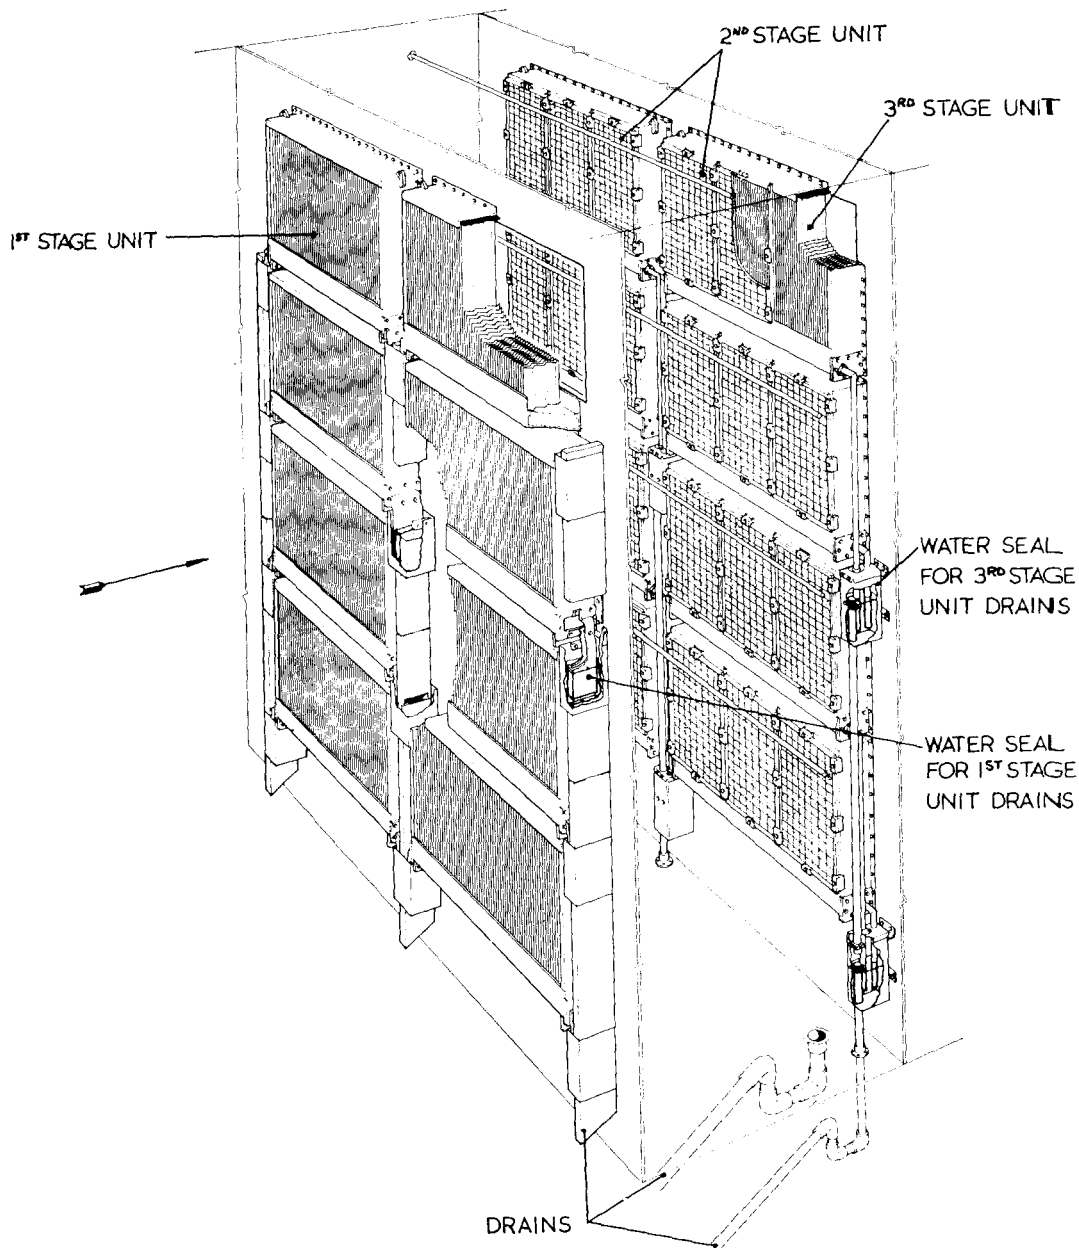 2ND STAGE UNIT
3RD STAGE UNIT
1ST STAGE UNIT
WATER SEAL
FOR 3RD STAGE
UNIT DRAINS
WATER SEAL
FOR 1ST STAGE
UNIT DRAINS
DRAINS